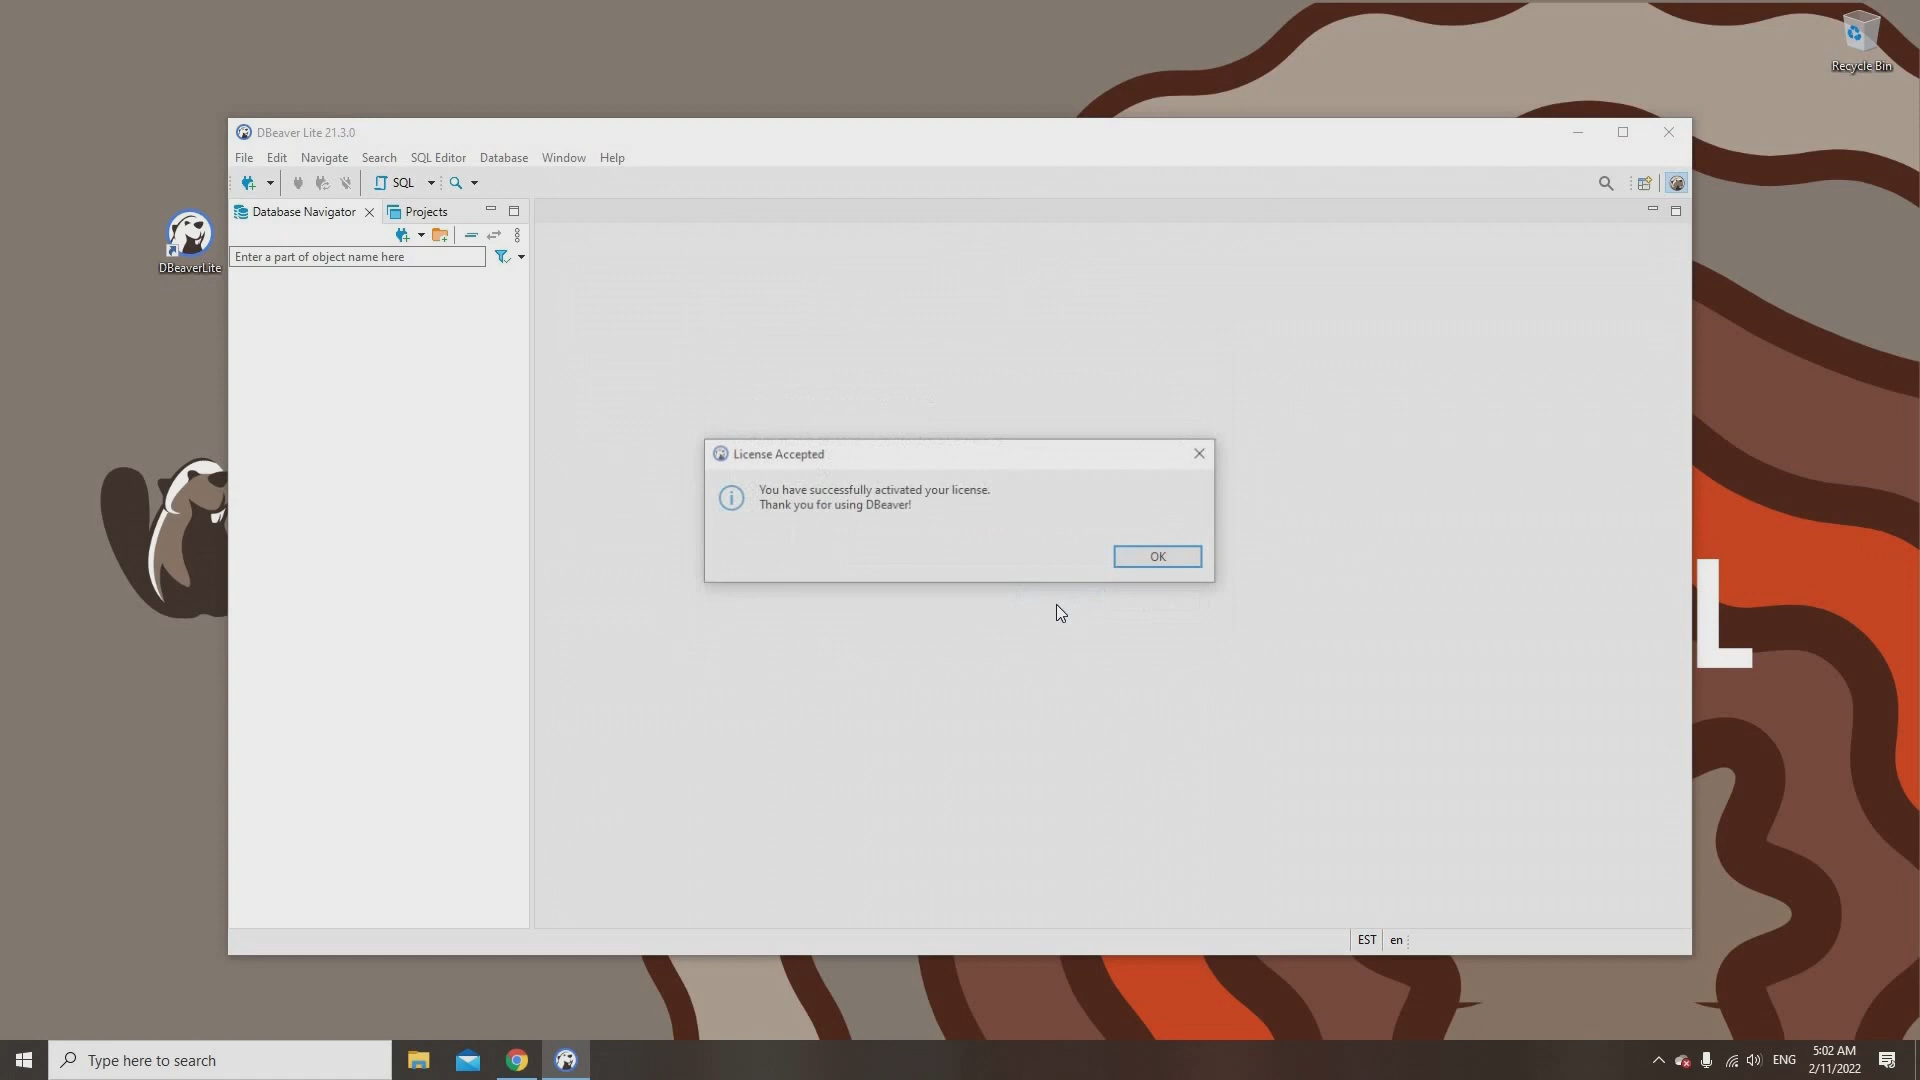 Recycle Bin
DBeaver Lite 21.3.0
File Edit Navigate Search SQL Editor Database Window Help
SQL
Database Navigator Projects
Enter a part of object name here
DBeaverLite
License Accepted
You have successfully activated your license.
Thank you for using DBeaver!
OK
L
EST en
Type here to search
ENG
5:02 AM
2/11/2022